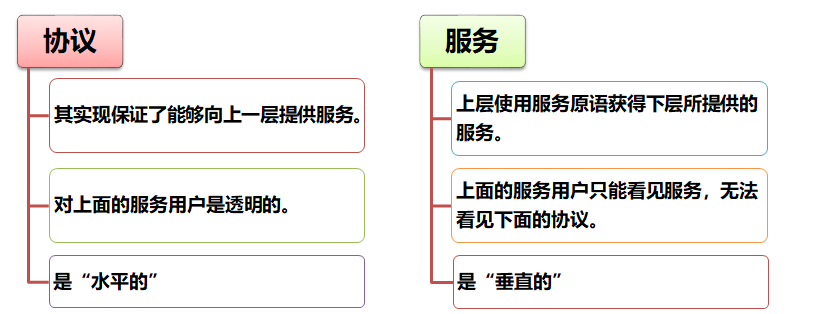 协议
其实现保证了能够向上一层提供服务。
对上面的服务用户是透明的。
是“水平的”
服务
上层使用服务原语获得下层所提供的
服务。
上面的服务用户只能看见服务，无法
看见下面的协议。
是“垂直的”